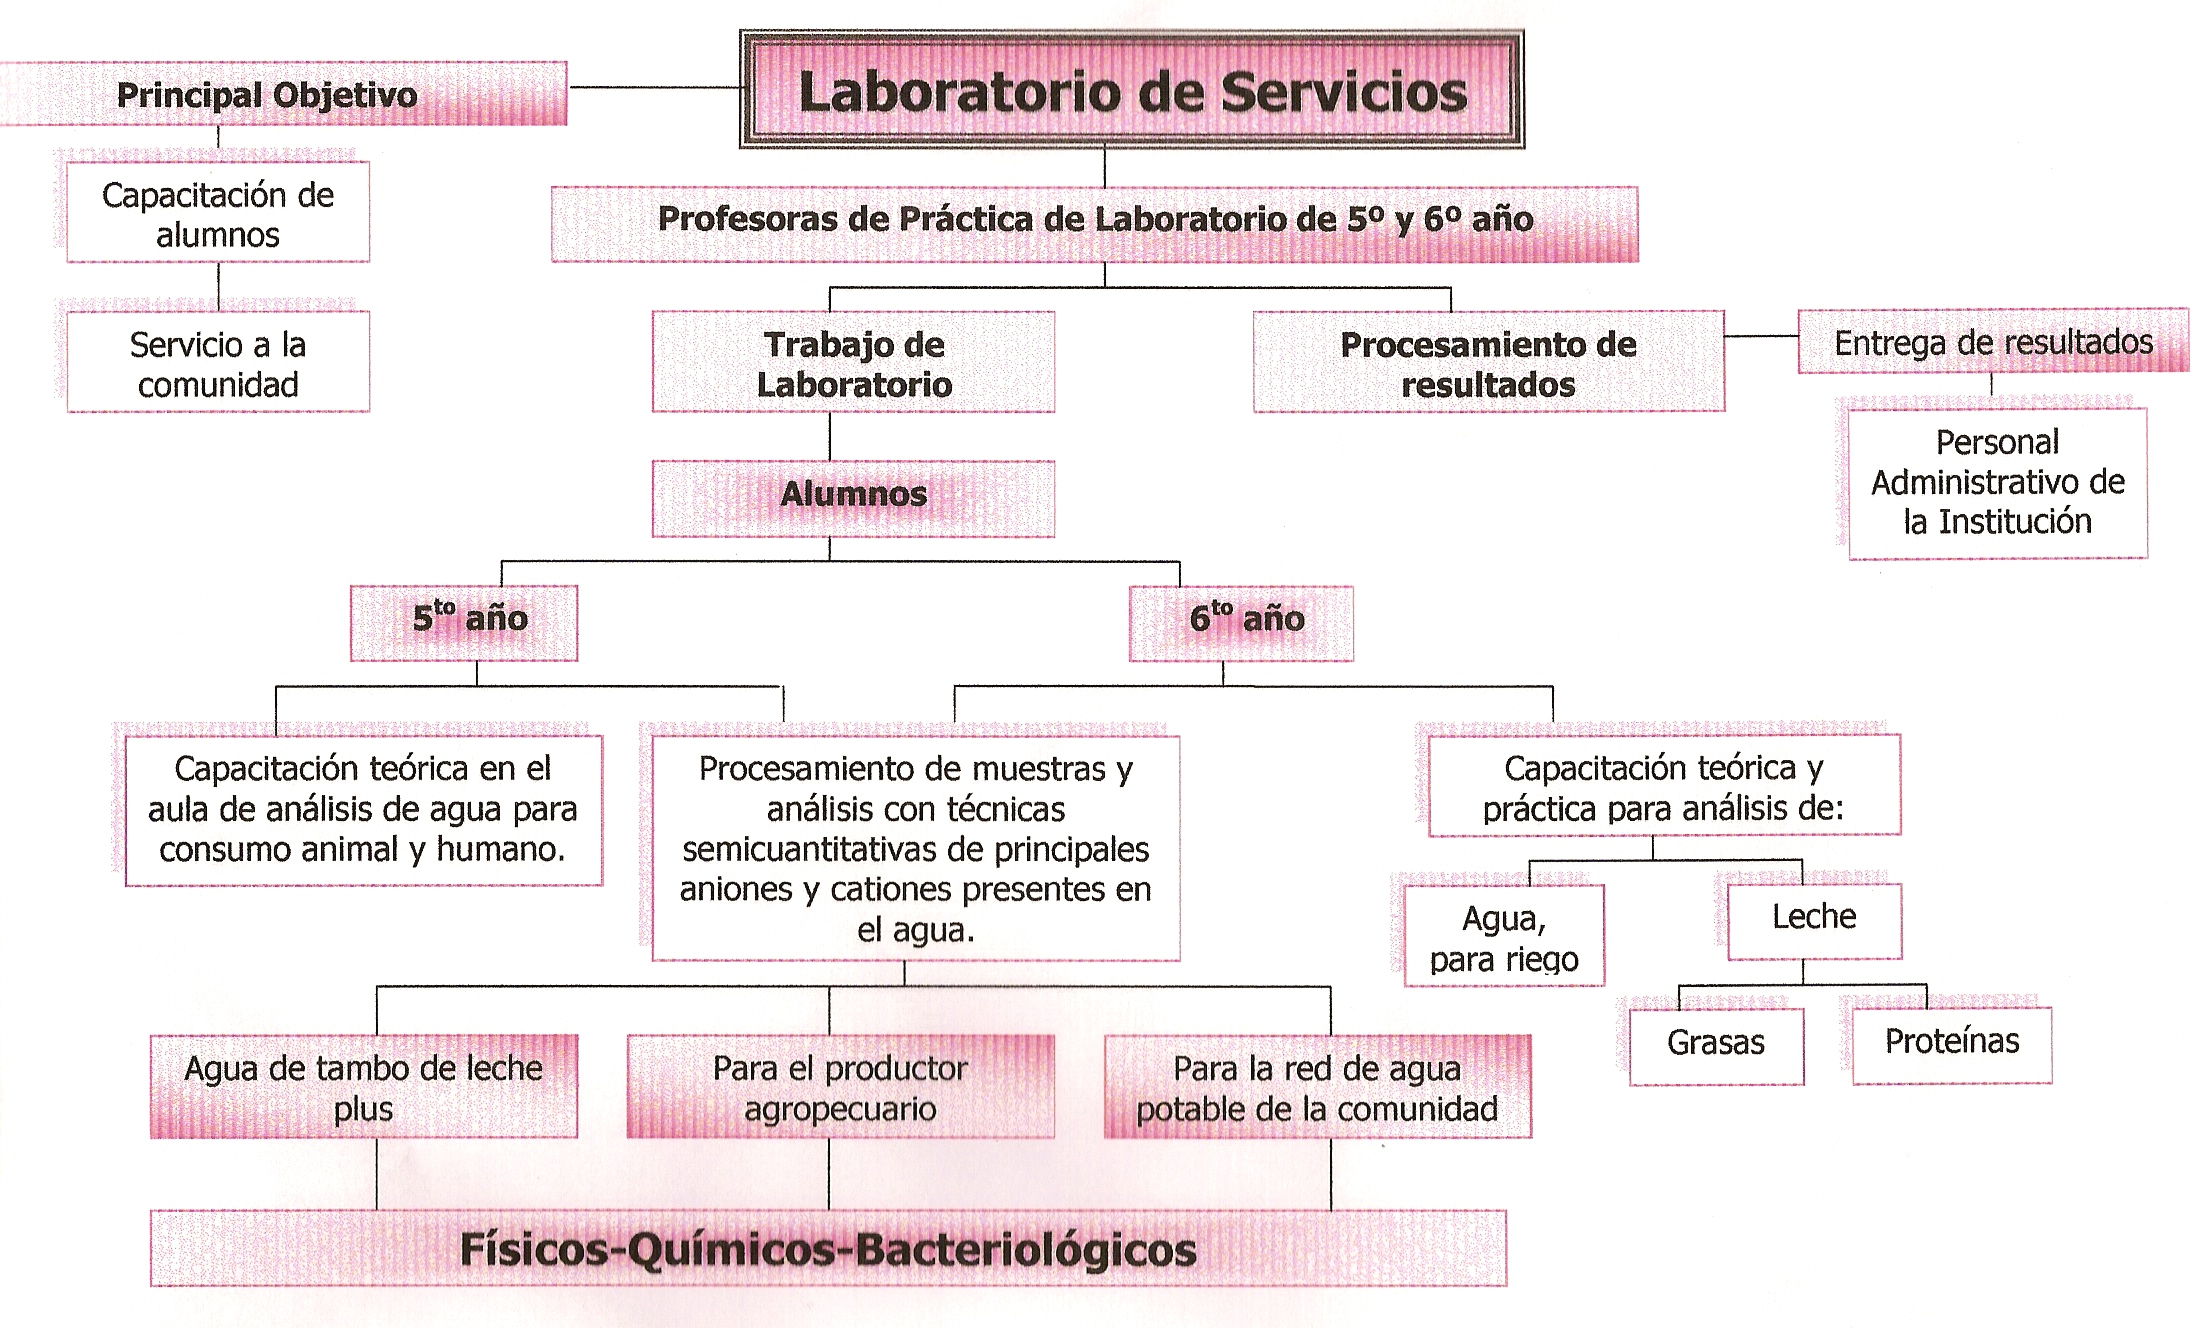 Laboratorio de Servicios
Principal Objetivo
Capacitación de
alumnos
Servicio a la
comunidad
Profesoras de Práctica de Laboratorio de 5º y 6º año
Trabajo de
Laboratorio
Procesamiento de
resultados
Entrega de resultados
Personal
Administrativo de
la Institución
Alumnos
5to año
6to año
Capacitación teórica en el
aula de análisis de agua para
consumo animal y humano.
Procesamiento de muestras y
análisis con técnicas
semicuantitativas de principales
aniones y cationes presentes en
el agua.
Capacitación teórica y
práctica para análisis de:
Agua,
para riego
Leche
Grasas
Proteínas
Agua de tambo de leche
plus
Para el productor
agropecuario
Para la red de agua
potable de la comunidad
Físicos-Químicos-Bacteriológicos